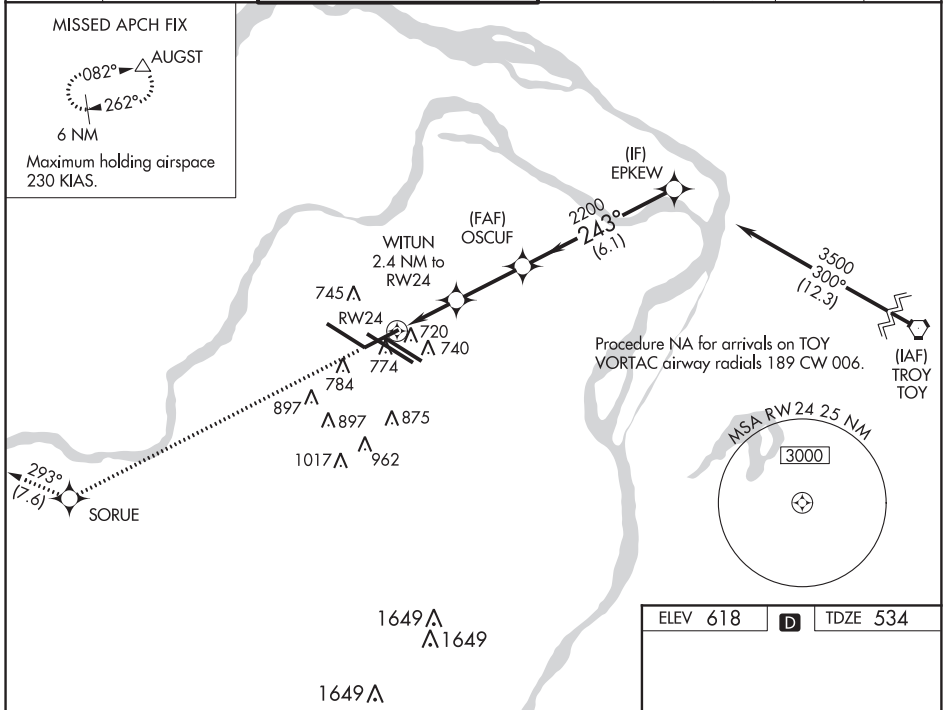 MISSED APCH FIX
AUGST
082°
262°
6 NM
Maximum holding airspace
230 KIAS.
(IF)
EPKEW
2200
243°
(6.1)
(FAF)
OSCUF
WITUN
2.4 NM to
RW24
3500
300°
(12.3)
(IAF)
TROY
TOY
745
RW24
720
740
774
784
Procedure NA for arrivals on TOY
VORTAC airway radials 189 CW 006.
897
897
875
962
1017
MSA RW 24 25 NM
3000
293°
(7.6)
SORUE
1649
1649
1649
ELEV 618
D
TDZE 534